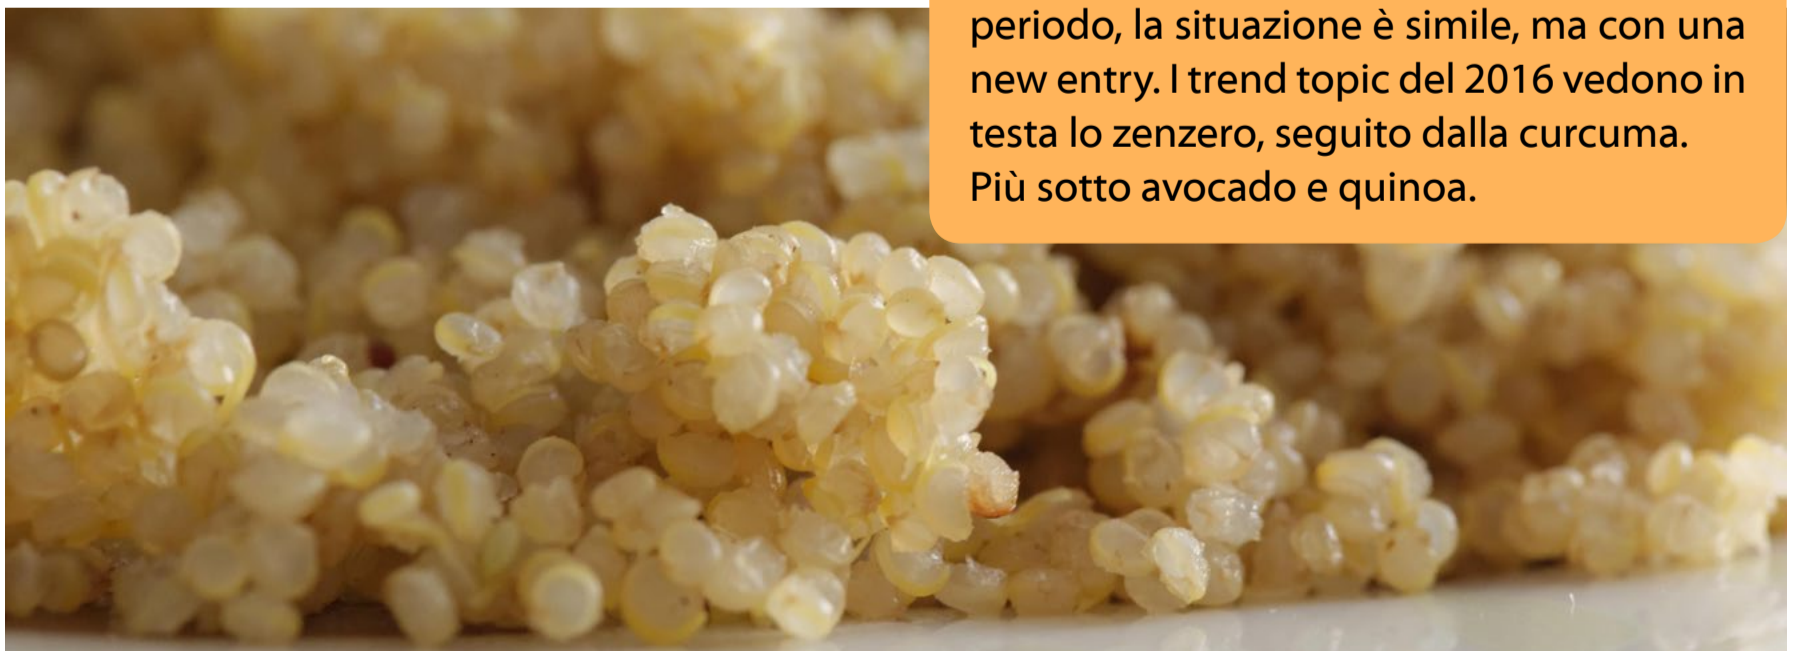 periodo, la situazione è simile, ma con una
new entry. I trend topic del 2016 vedono in
testa lo zenzero, seguito dalla curcuma.
Più sotto avocado e quinoa.